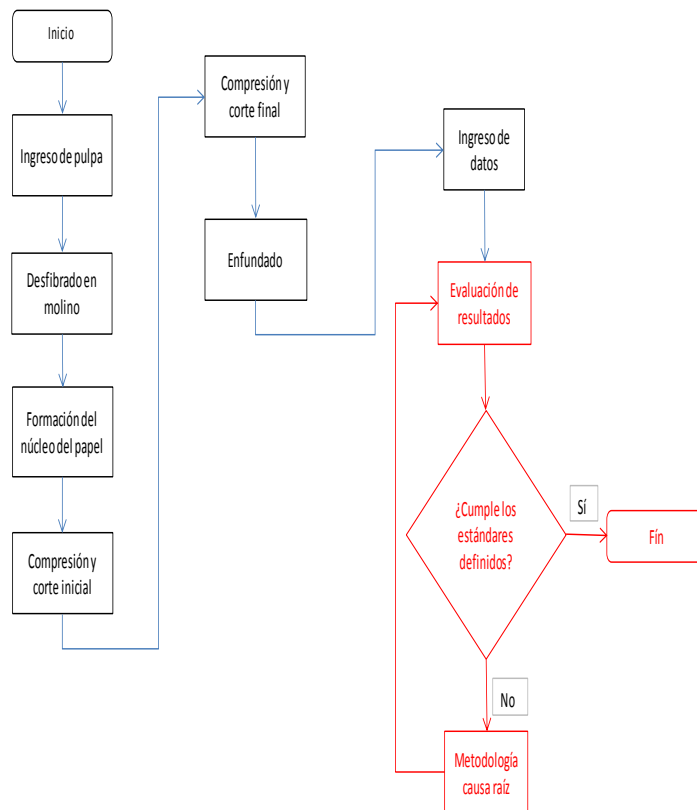 Inicio
Ingreso de pulpa
Desfibrado en
molino
Formación del
núcleo del papel
Compresión y
corte inicial
Compresión y
corte final
Enfundado
Ingreso de
datos
Evaluación de
resultados
¿Cumple los
estándares
definidos?
Sí
Fín
No
Metodología
causa raíz